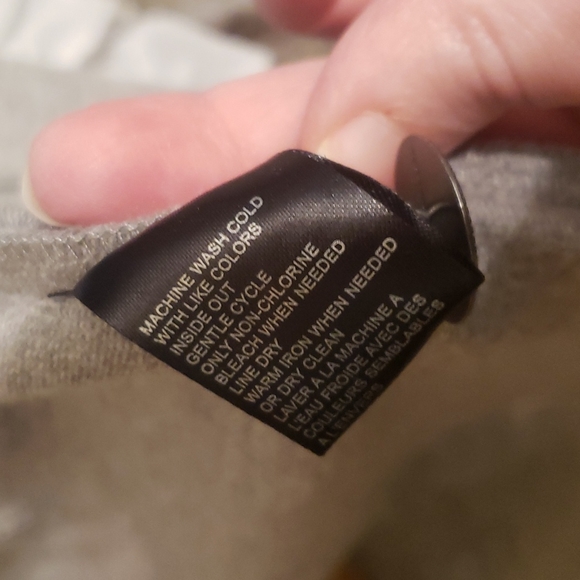 MACHINE WASH COLD
WITH LIKE COLORS
INSIDE OUT
GENTLE CYCLE
ONLY NON-CHLORINE
BLEACH WHEN NEEDED
LINE DRY
WARM IRON WHEN NEEDED
OR DRY CLEAN
LAVER A LA MACHINE A
L'EAU FROIDE AVEC DES
COULEURS SEMBLABLES
A L'ENVERS